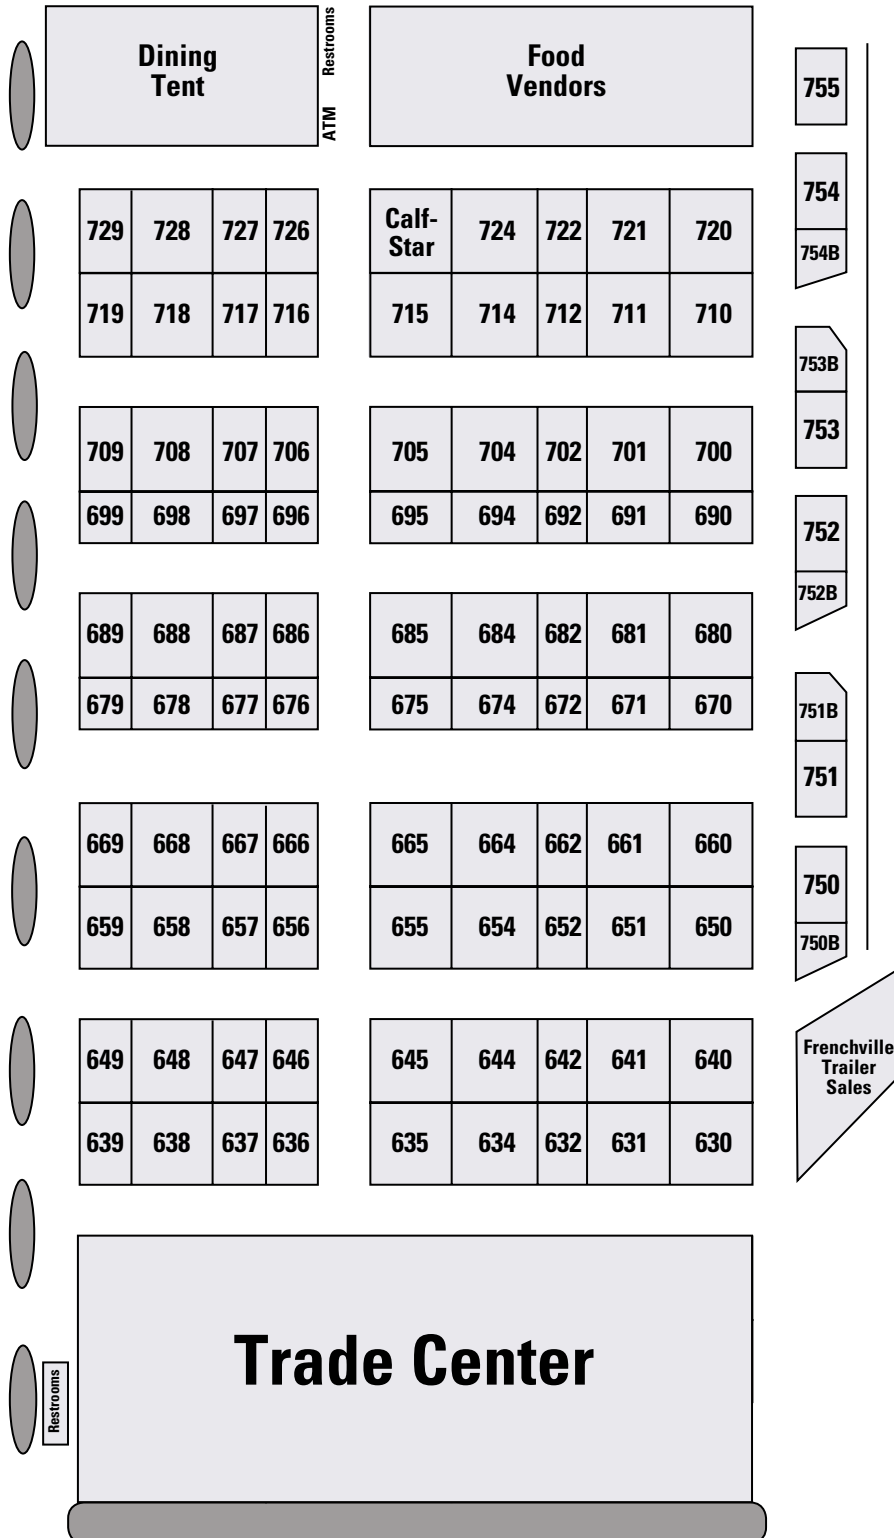 Dining
Tent
Restrooms
ATM
Food
Vendors
755
754
754B
729 728 727 726
Calf-
Star
724 722 721 720
719 718 717 716
715 714 712 711 710
753B
753
709 708 707 706
705 704 702 701 700
699 698 697 696
695 694 692 691 690
752
752B
689 688 687 686
685 684 682 681 680
679 678 677 676
675 674 672 671 670
751B
751
669 668 667 666
665 664 662 661 660
750
750B
659 658 657 656
655 654 652 651 650
649 648 647 646
645 644 642 641 640
Frenchville
Trailer
Sales
639 638 637 636
635 634 632 631 630
Trade Center
Restrooms